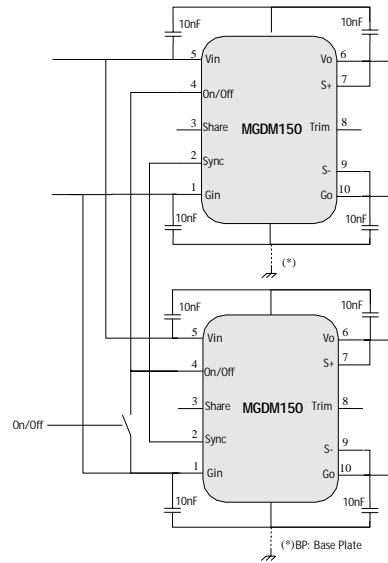 10nF 10nF
5 Vin Vo 6
4 On/Off S+ 7
3 Share MGDM150 Trim 8
2 Sync S- 9
1 Gin Go 10
10nF 10nF
(*)
10nF 10nF
5 Vin Vo 6
4 On/Off S+ 7
3 Share MGDM150 Trim 8
On/Off
2 Sync S- 9
1 Gin Go 10
10nF 10nF
(*)BP: Base Plate